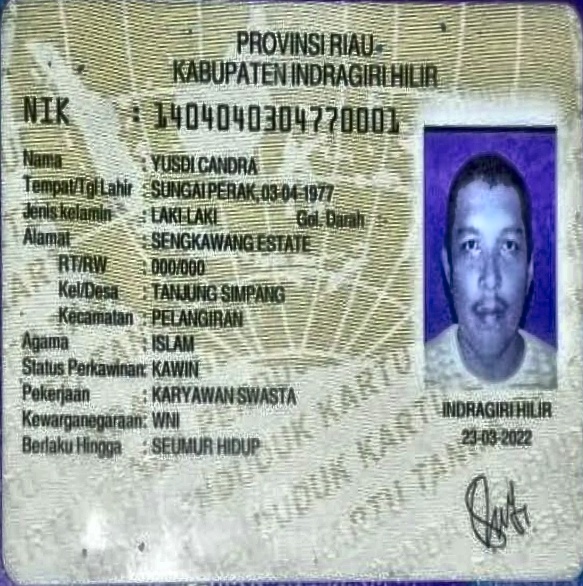 PROVINSI RIAU
KABUPATEN INDRAGIRI HILIR
NIK : 1404040304770001
Nama : YUSDI CANDRA
Tempat/Tgl Lahir : SUNGAI PERAK, 03-04-1977
Jenis kelamin : LAKI-LAKI Gol. Darah
Alamat : SENGKAWANG ESTATE
RT/RW : 000/000
Kel/Desa : TANJUNG SIMPANG
Kecamatan : PELANGIRAN
Agama : ISLAM
Status Perkawinan: KAWIN
Pekerjaan : KARYAWAN SWASTA
Kewarganegaraan: WNI
Berlaku Hingga : SEUMUR HIDUP
INDRAGIRI HILIR
23-03-2022